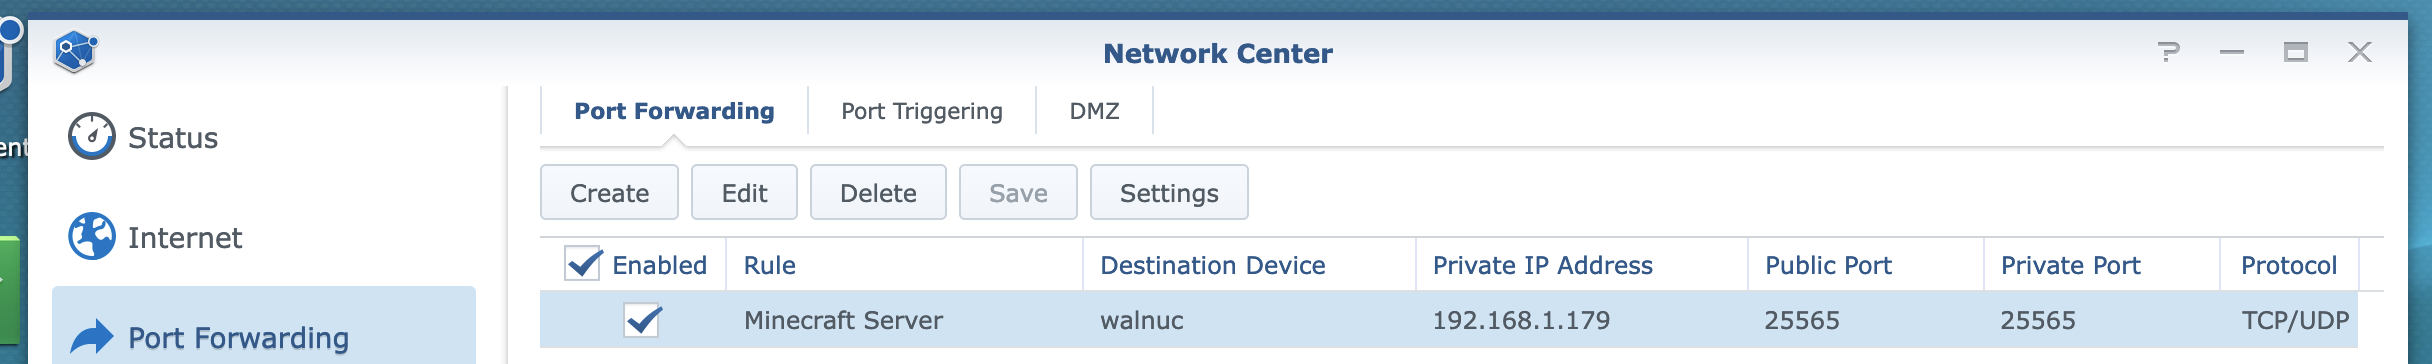 Network Center
ent
Status
Internet
Port Forwarding
Port Forwarding Port Triggering DMZ
Create Edit Delete Save Settings
Enabled Rule Destination Device Private IP Address Public Port Private Port Protocol
Minecraft Server walnuc 192.168.1.179 25565 25565 TCP/UDP